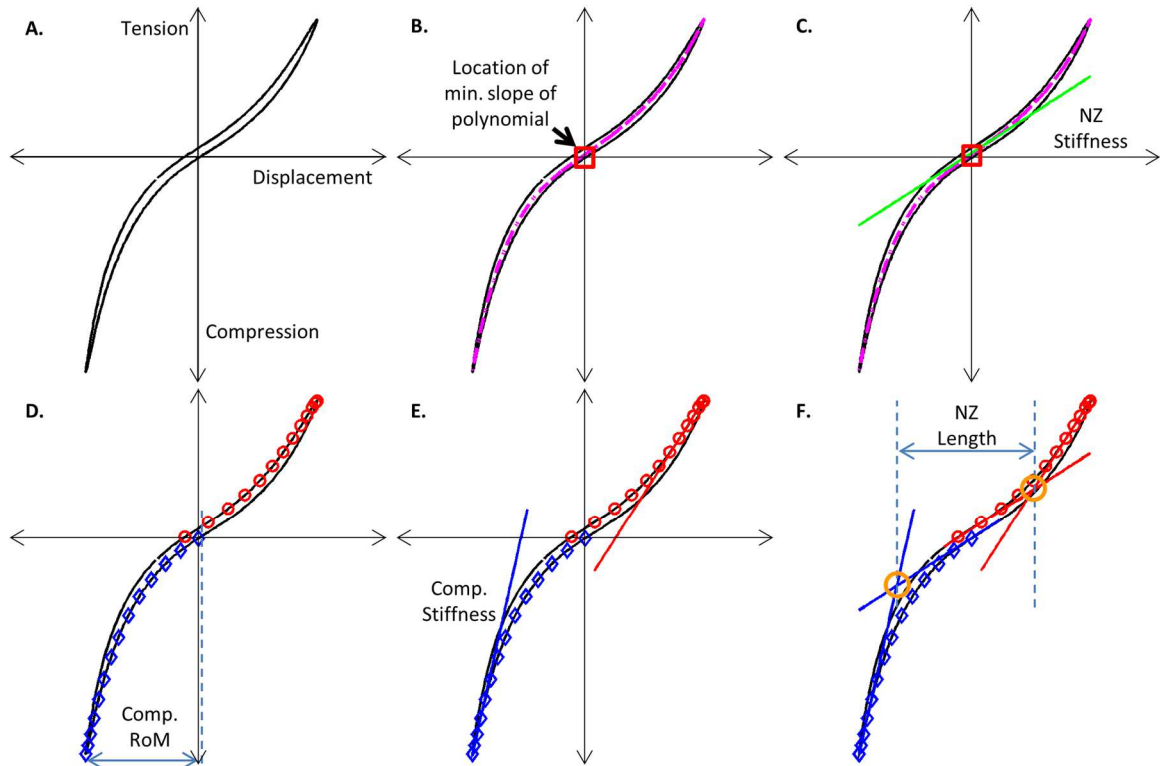 A.
Tension
Displacement
Compression
B.
Location of
min. slope of
polynomial
C.
NZ
Stiffness
D.
Comp.
RoM
E.
Comp.
Stiffness
F.
NZ
Length